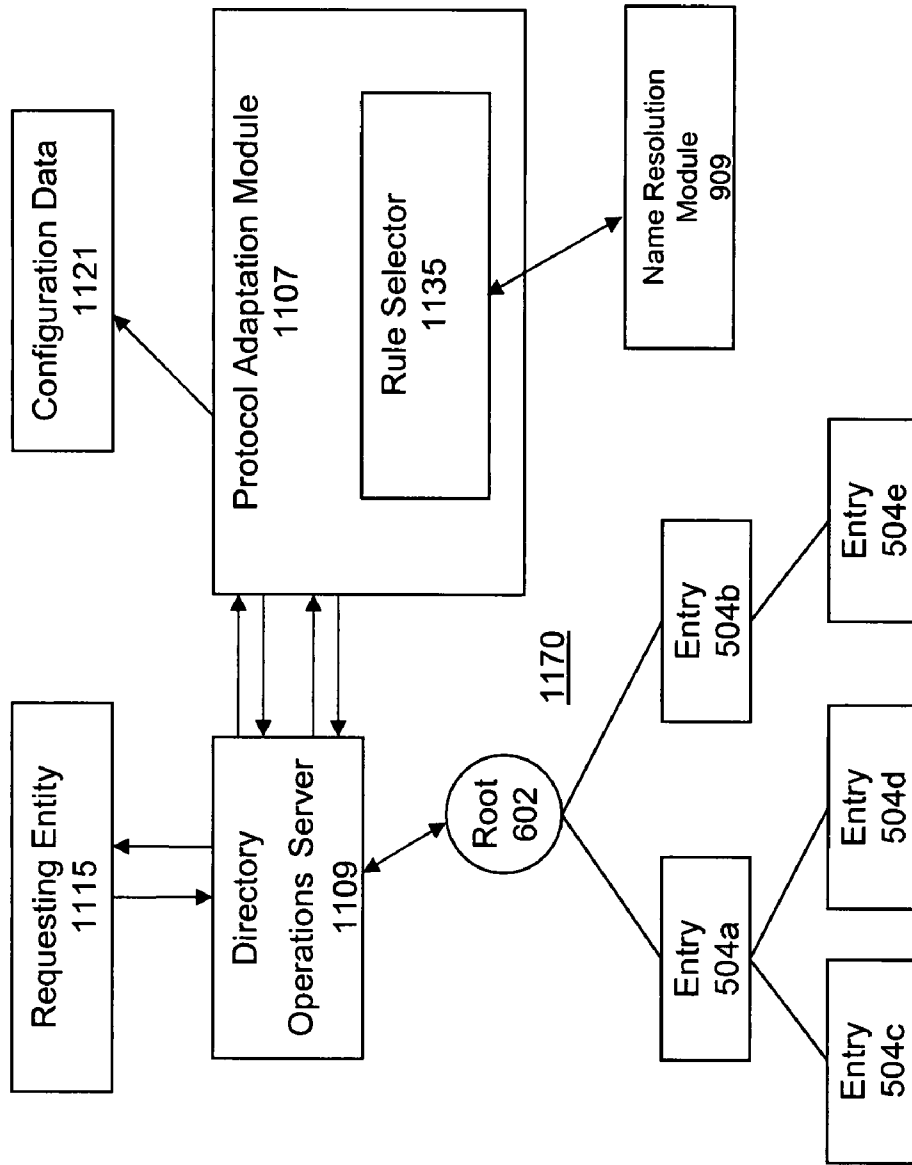 Requesting Entity
1115
Configuration Data
1121
Directory
Operations Server
1109
Protocol Adaptation Module
1107
Rule Selector
1135
Name Resolution
Module
909
Root
602
1170
Entry
504a
Entry
504b
Entry
504c
Entry
504d
Entry
504e